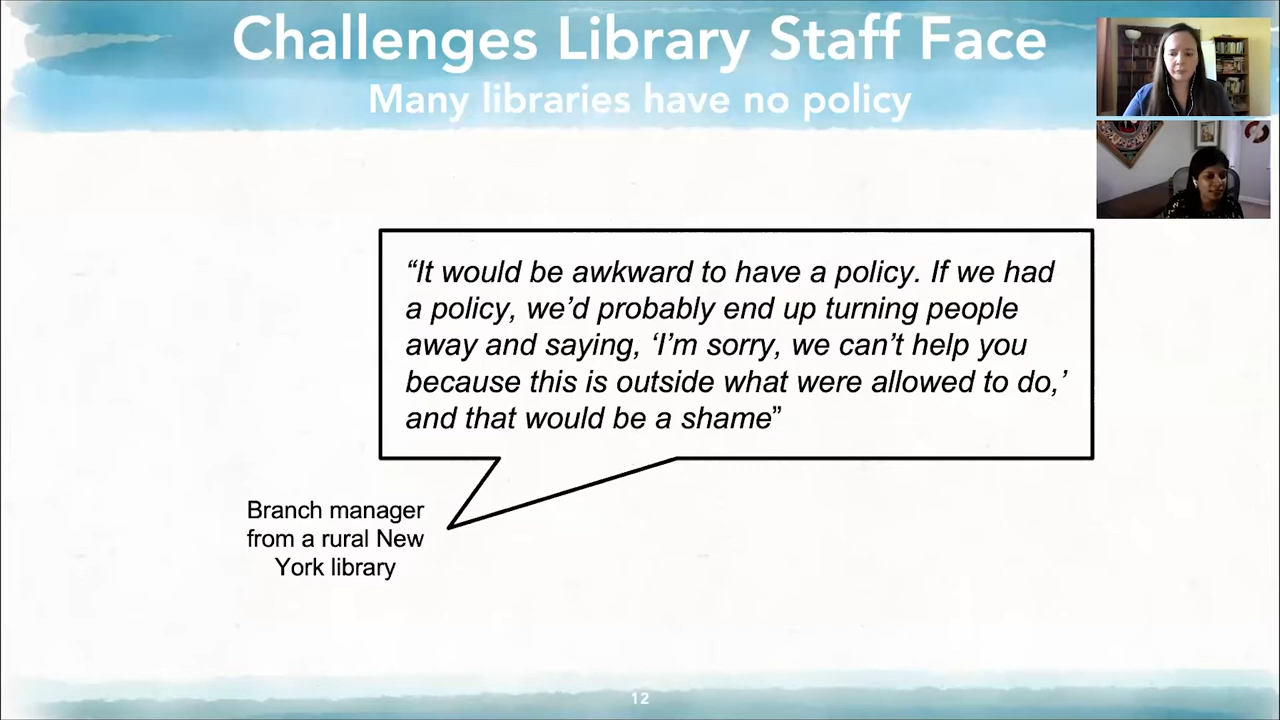 Challenges Library Staff Face
Many libraries have no policy
“It would be awkward to have a policy. If we had
a policy, we’d probably end up turning people
away and saying, ‘I’m sorry, we can’t help you
because this is outside what were allowed to do,’
and that would be a shame”
Branch manager
from a rural New
York library
12